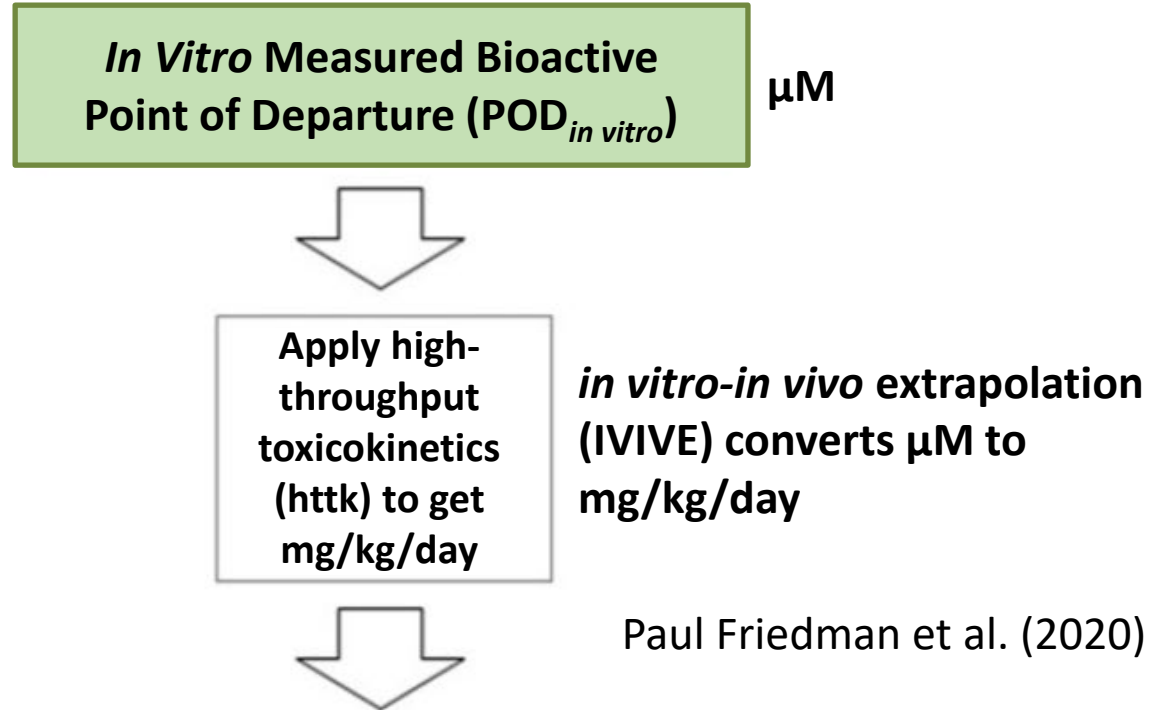 In Vitro Measured Bioactive
Point of Departure (POD in vitro)
µM
Apply high-
throughput
toxicokinetics
(httk) to get
mg/kg/day
in vitro-in vivo extrapolation
(IVIVE) converts µM to
mg/kg/day
Paul Friedman et al. (2020)